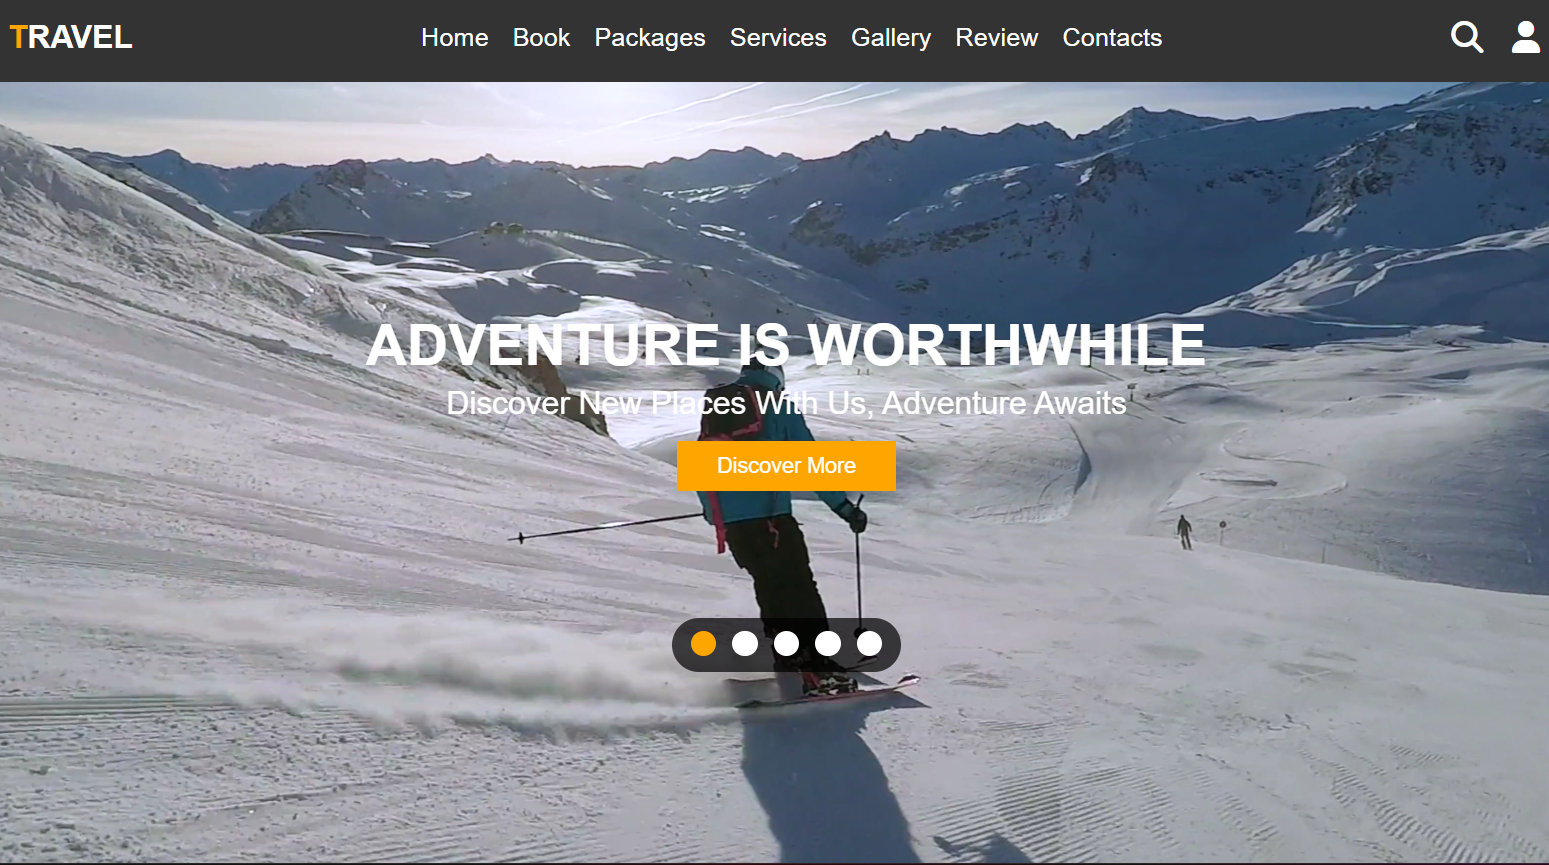 TRAVEL
Home Book Packages Services Gallery Review Contacts
ADVENTURE IS WORTHWHILE
Discover New Places With Us, Adventure Awaits
Discover More